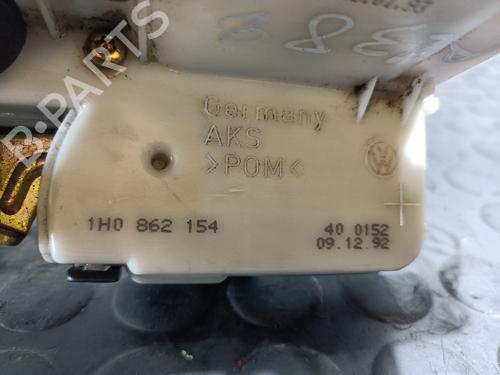 B-PARTS
Germany
AKS
>POM<
1H0 862 154
40 0152
09.12.92